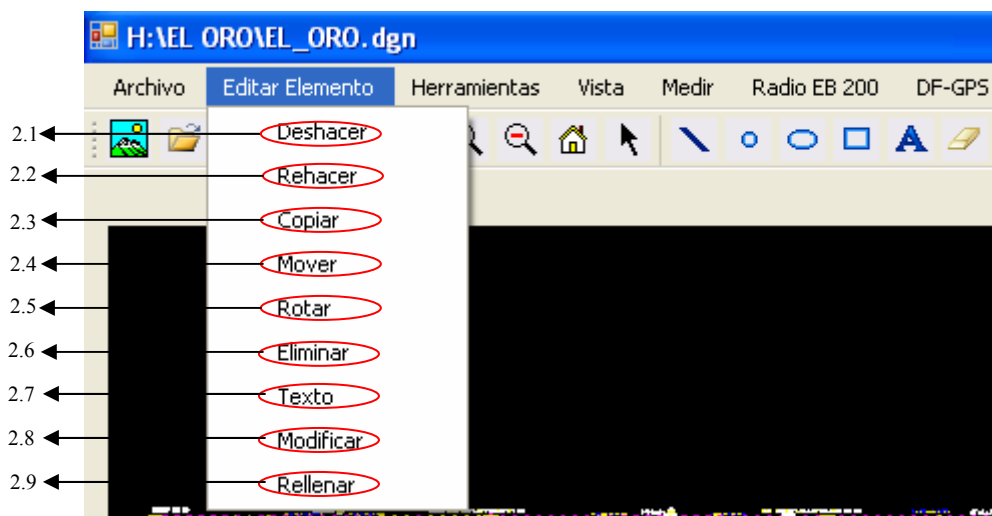 H:\EL ORO\EL_ORO.dgn
Archivo Editar Elemento Herramientas Vista Medir Radio EB 200 DF-GPS
2.1 Deshacer
2.2 Rehacer
2.3 Copiar
2.4 Mover
2.5 Rotar
2.6 Eliminar
2.7 Texto
2.8 Modificar
2.9 Rellenar